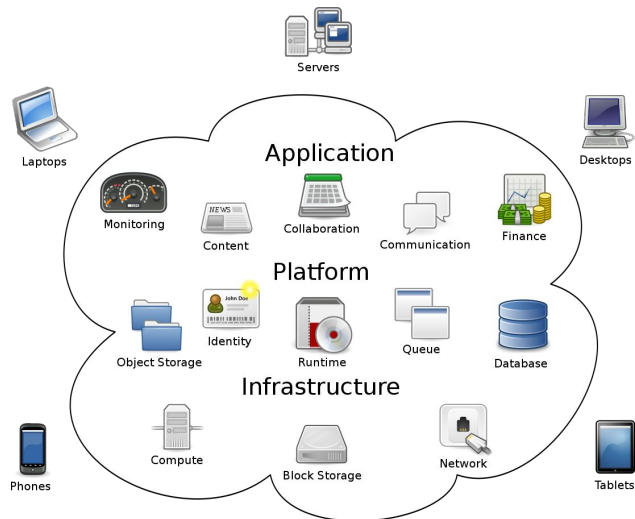 Servers
Laptops
Desktops
Application
Monitoring
NEWS
Content
Collaboration
Communication
Finance
Platform
John Doe
Object Storage
Identity
Runtime
Queue
Database
Infrastructure
Compute
Block Storage
Network
Phones
Tablets